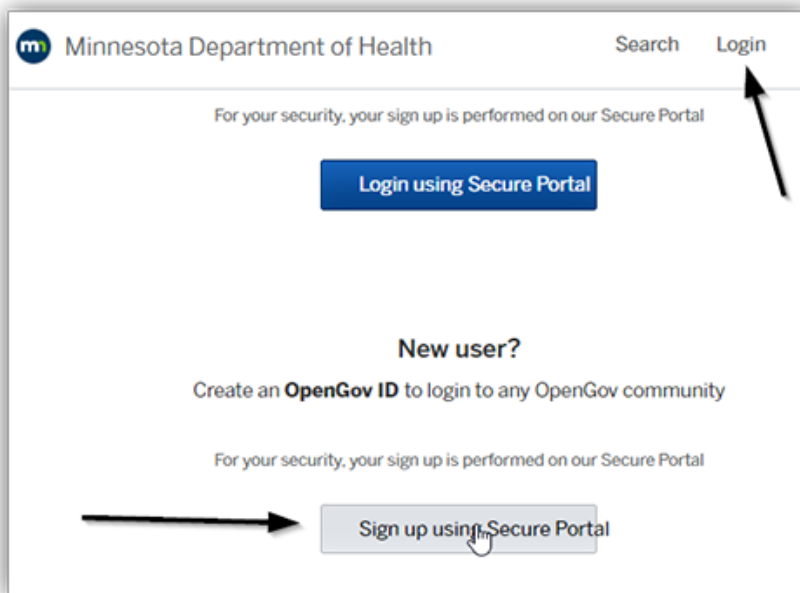 mn Minnesota Department of Health Search Login
For your security, your sign up is performed on our Secure Portal
Login using Secure Portal
New user?
Create an OpenGov ID to login to any OpenGov community
For your security, your sign up is performed on our Secure Portal
Sign up using Secure Portal